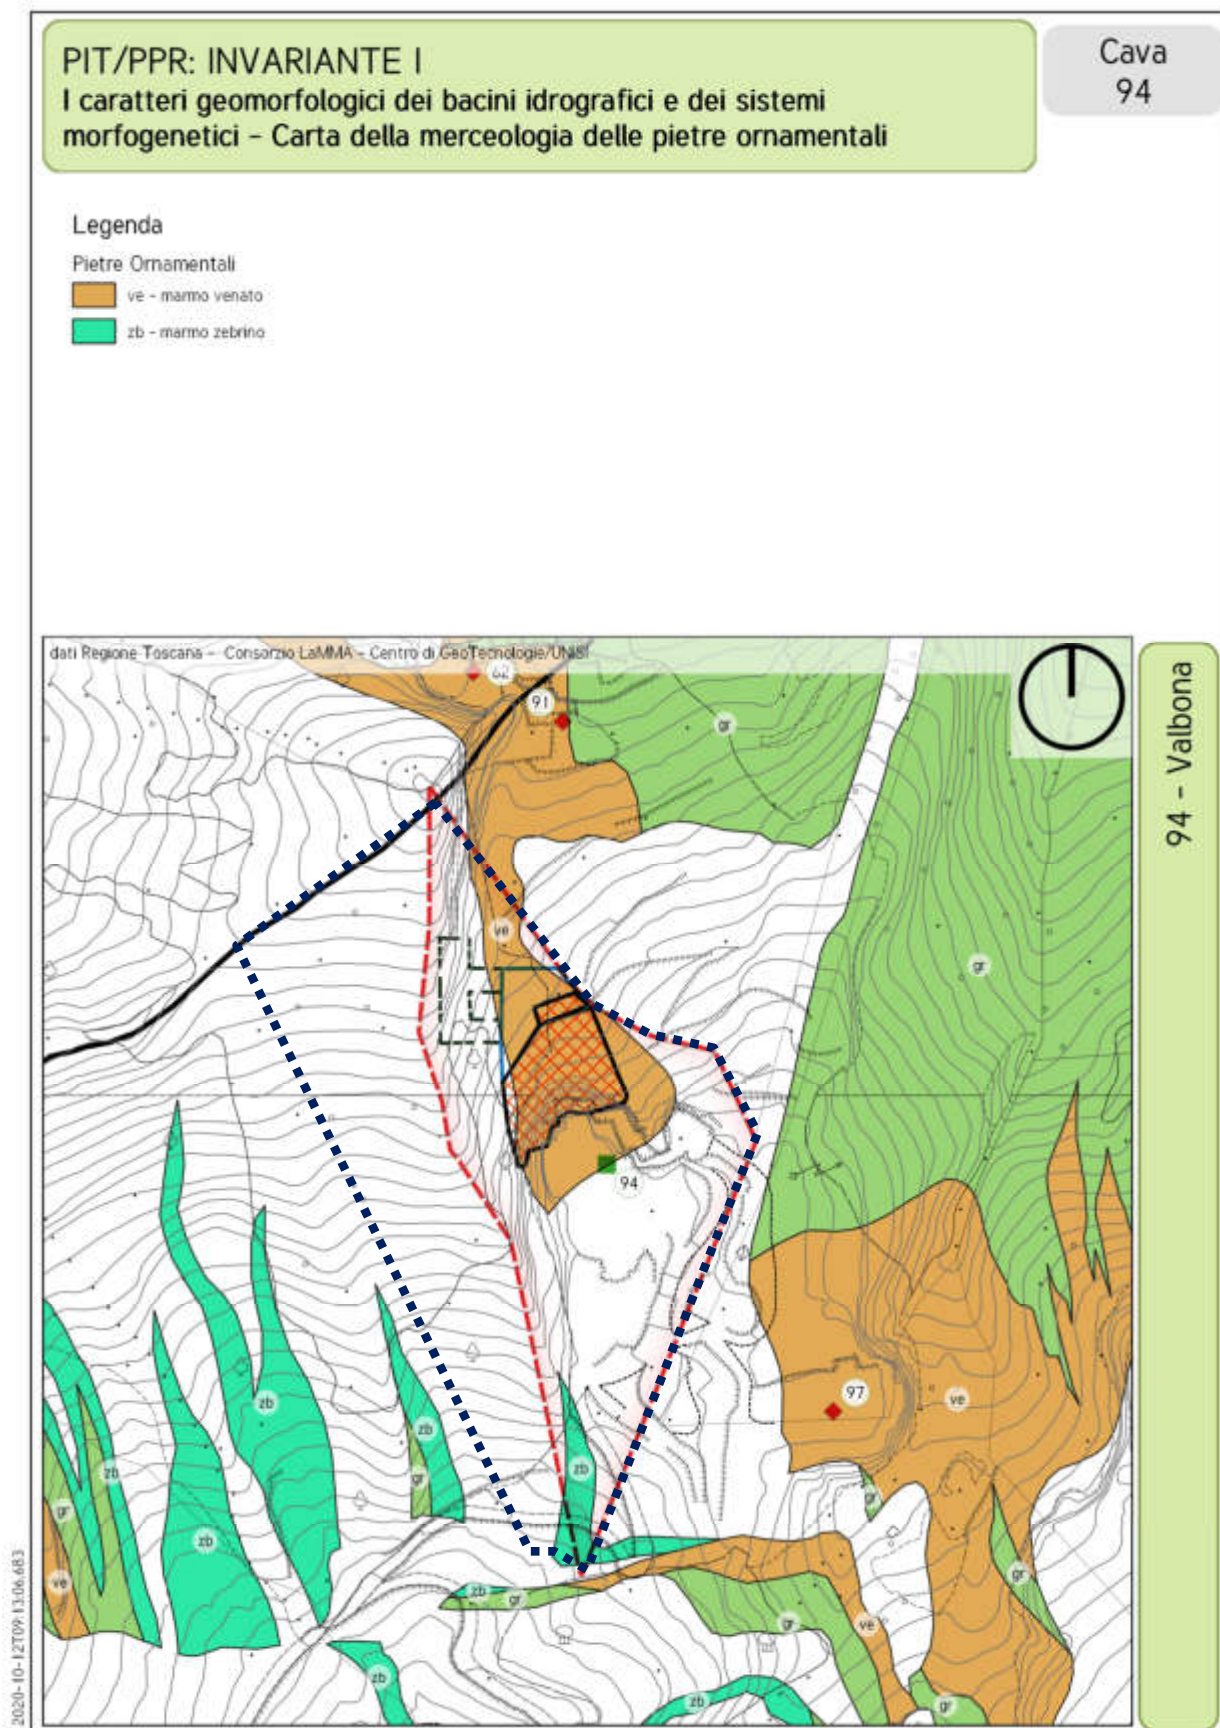 PIT/PPR: INVARIANTE I
I caratteri geomorfologici dei bacini idrografici e dei sistemi
morfogenetici - Carta della merceologia delle pietre ornamentali
Cava
94
Legenda
Pietre Ornamentali
ve - marmo venato
zb - marmo zebrino
dati Regione Toscana - Consorzio LaMMA - Centro di GeoTecnologie/UNISI
62
91
gr
ve
gr
94
94 - Valbona
97
ve
zb
zb
gr
zb
zb
gr
zb
ve
zb
gr
gr
gr
gr
ve
zb
zb
gr
2020-10-12T09:13:06.683